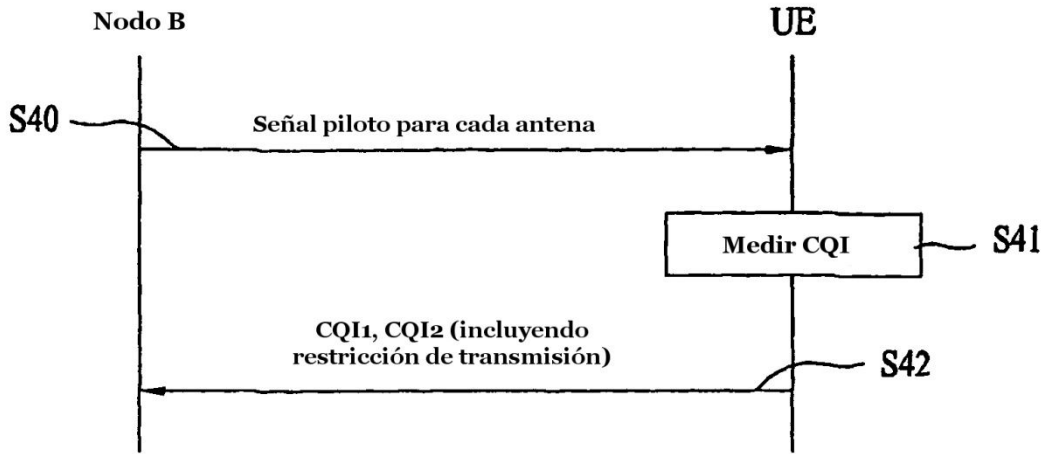 Nodo B
UE
S40
Señal piloto para cada antena
Medir CQI
S41
CQI1, CQI2 (incluyendo
restricción de transmisión)
S42